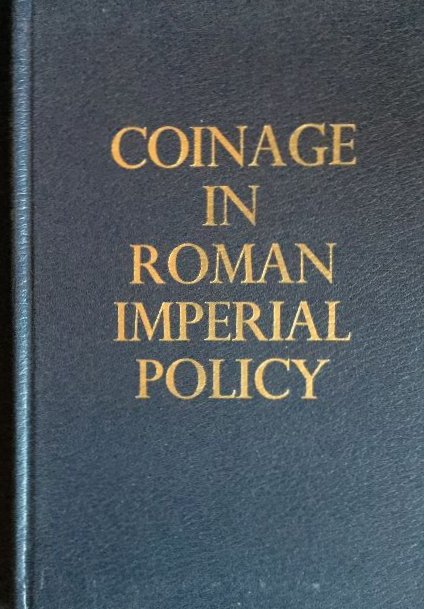 COINAGE
IN
ROMAN
IMPERIAL
POLICY